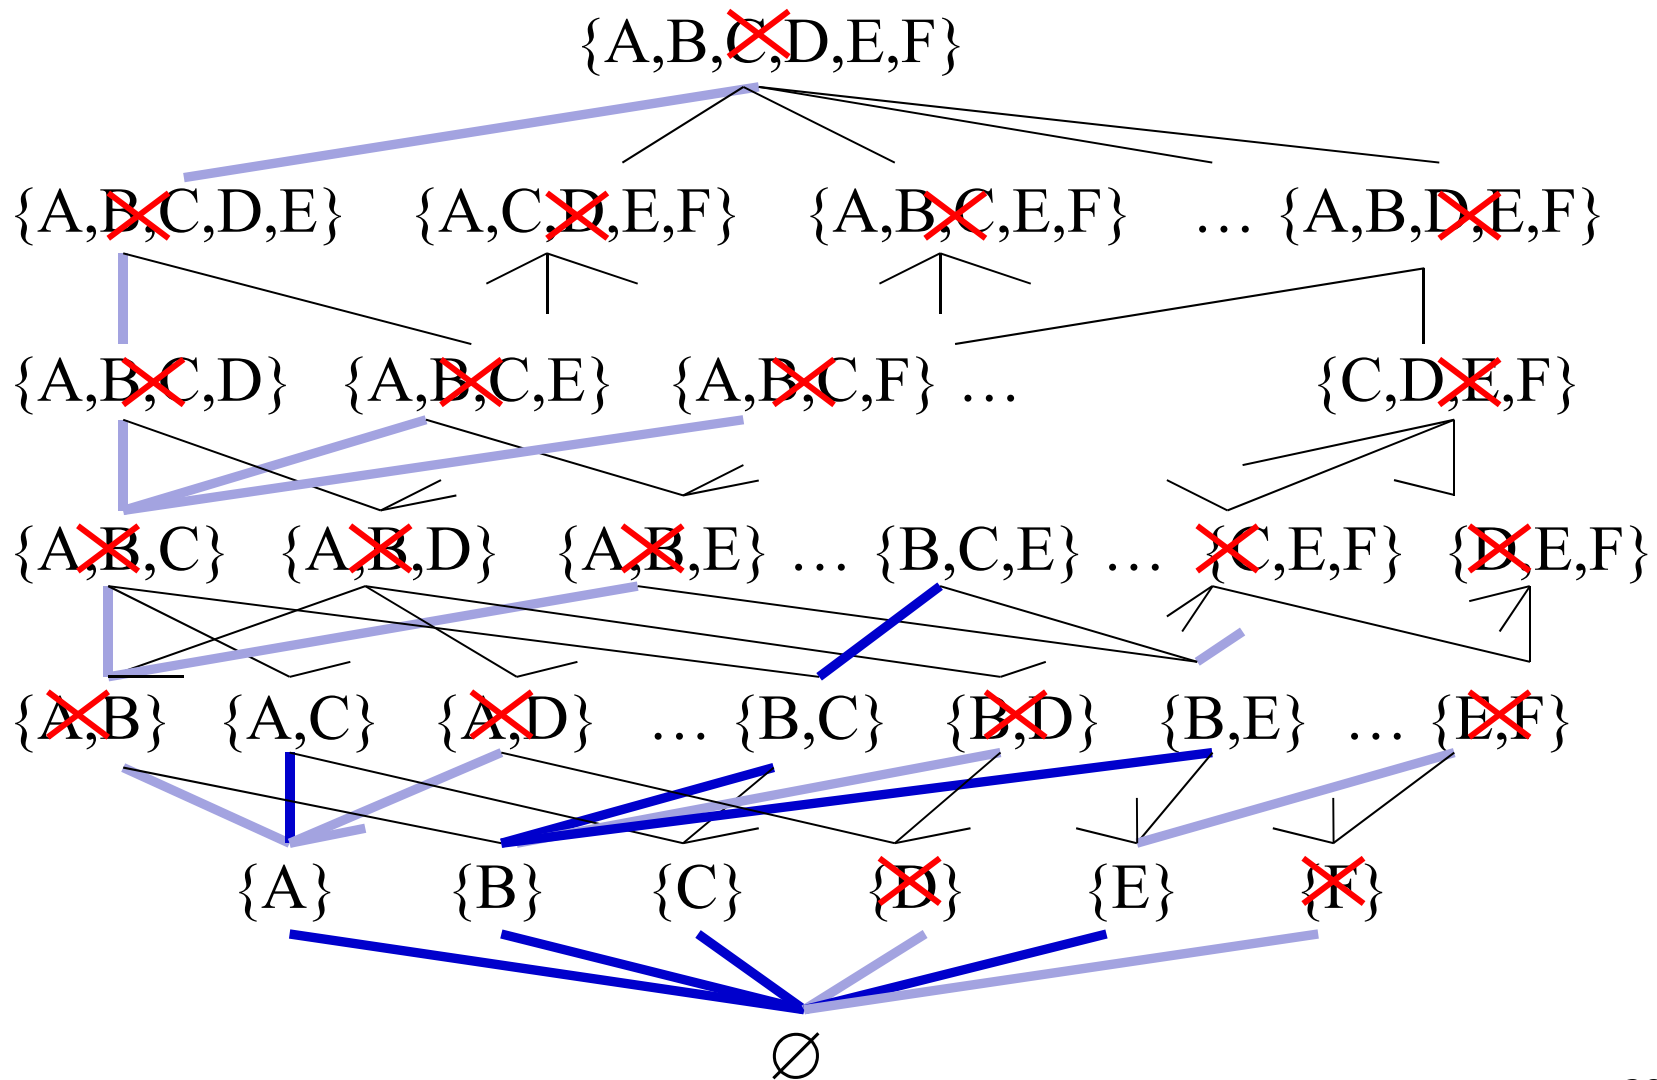 {A,B,C,D,E,F}
{A,B,C,D,E} {A,C,D,E,F} {A,B,C,E,F} … {A,B,D,E,F}
{A,B,C,D} {A,B,C,E} {A,B,C,F} … {C,D,E,F}
{A,B,C} {A,B,D} {A,B,E} … {B,C,E} … {C,E,F} {D,E,F}
{A,B} {A,C} {A,D} … {B,C} {B,D} {B,E} … {E,F}
{A} {B} {C} {D} {E} {F}
∅